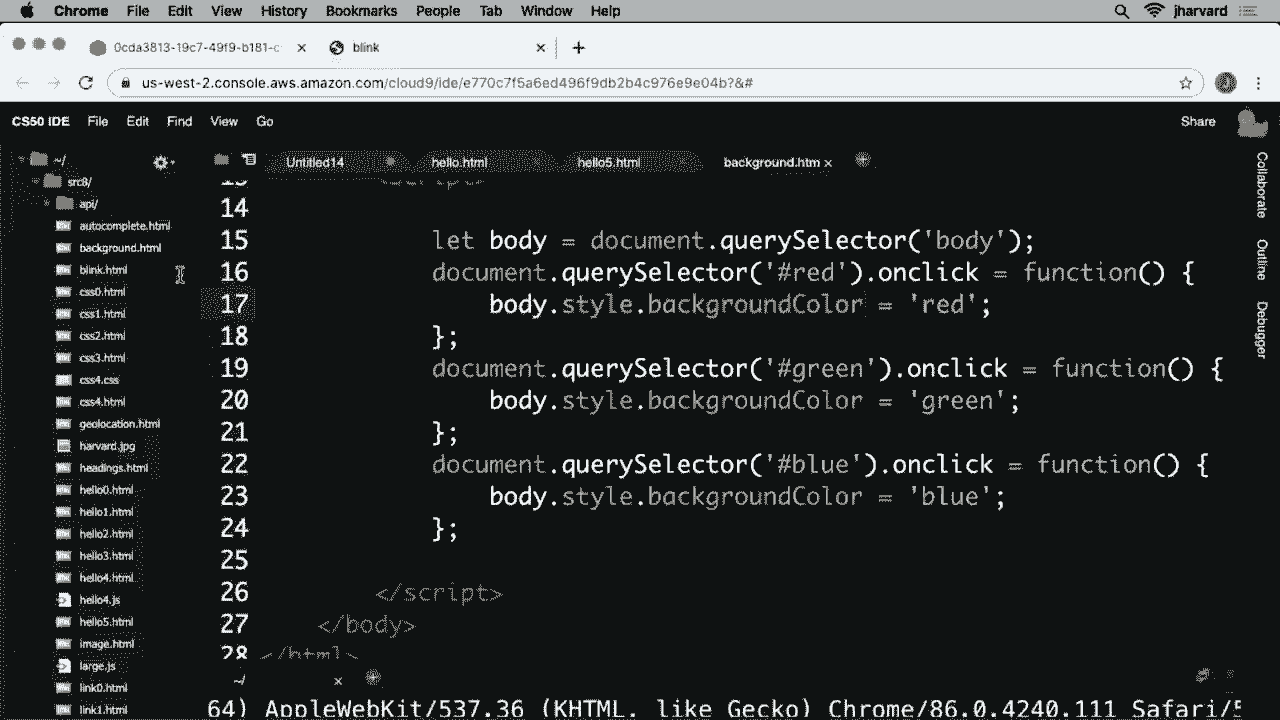 Chrome File Edit View History Bookmarks People Tab Window Help jharvard
0cda3813-19c7-49f9-b181-c blink
us-west-2.console.aws.amazon.com/cloud9/ide/e770c7f5a6ed496f9db2b4c976e9e04b?&#
CS50 IDE File Edit Find View Go Share
~/ Untitled14 hello.html hello5.html background.htm
src8/
api/
autocomplete.html
background.html
blink.html
css0.html
css1.html
css2.html
css3.html
css4.css
css4.html
geolocation.html
harvard.jpg
headings.html
hello0.html
hello1.html
hello2.html
hello3.html
hello4.html
hello4.js
hello5.html
image.html
large.js
link0.html
link1.html
14
15 let body = document.querySelector('body');
16 document.querySelector('#red').onclick = function() {
17 body.style.backgroundColor = 'red';
18 };
19 document.querySelector('#green').onclick = function() {
20 body.style.backgroundColor = 'green';
21 };
22 document.querySelector('#blue').onclick = function() {
23 body.style.backgroundColor = 'blue';
24 };
25
26 </script>
27 </body>
28 </html>
~/
64) AppleWebKit/537.36 (KHTML, like Gecko) Chrome/86.0.4240.111 Safari/5
Collaborate
Outline
Debugger